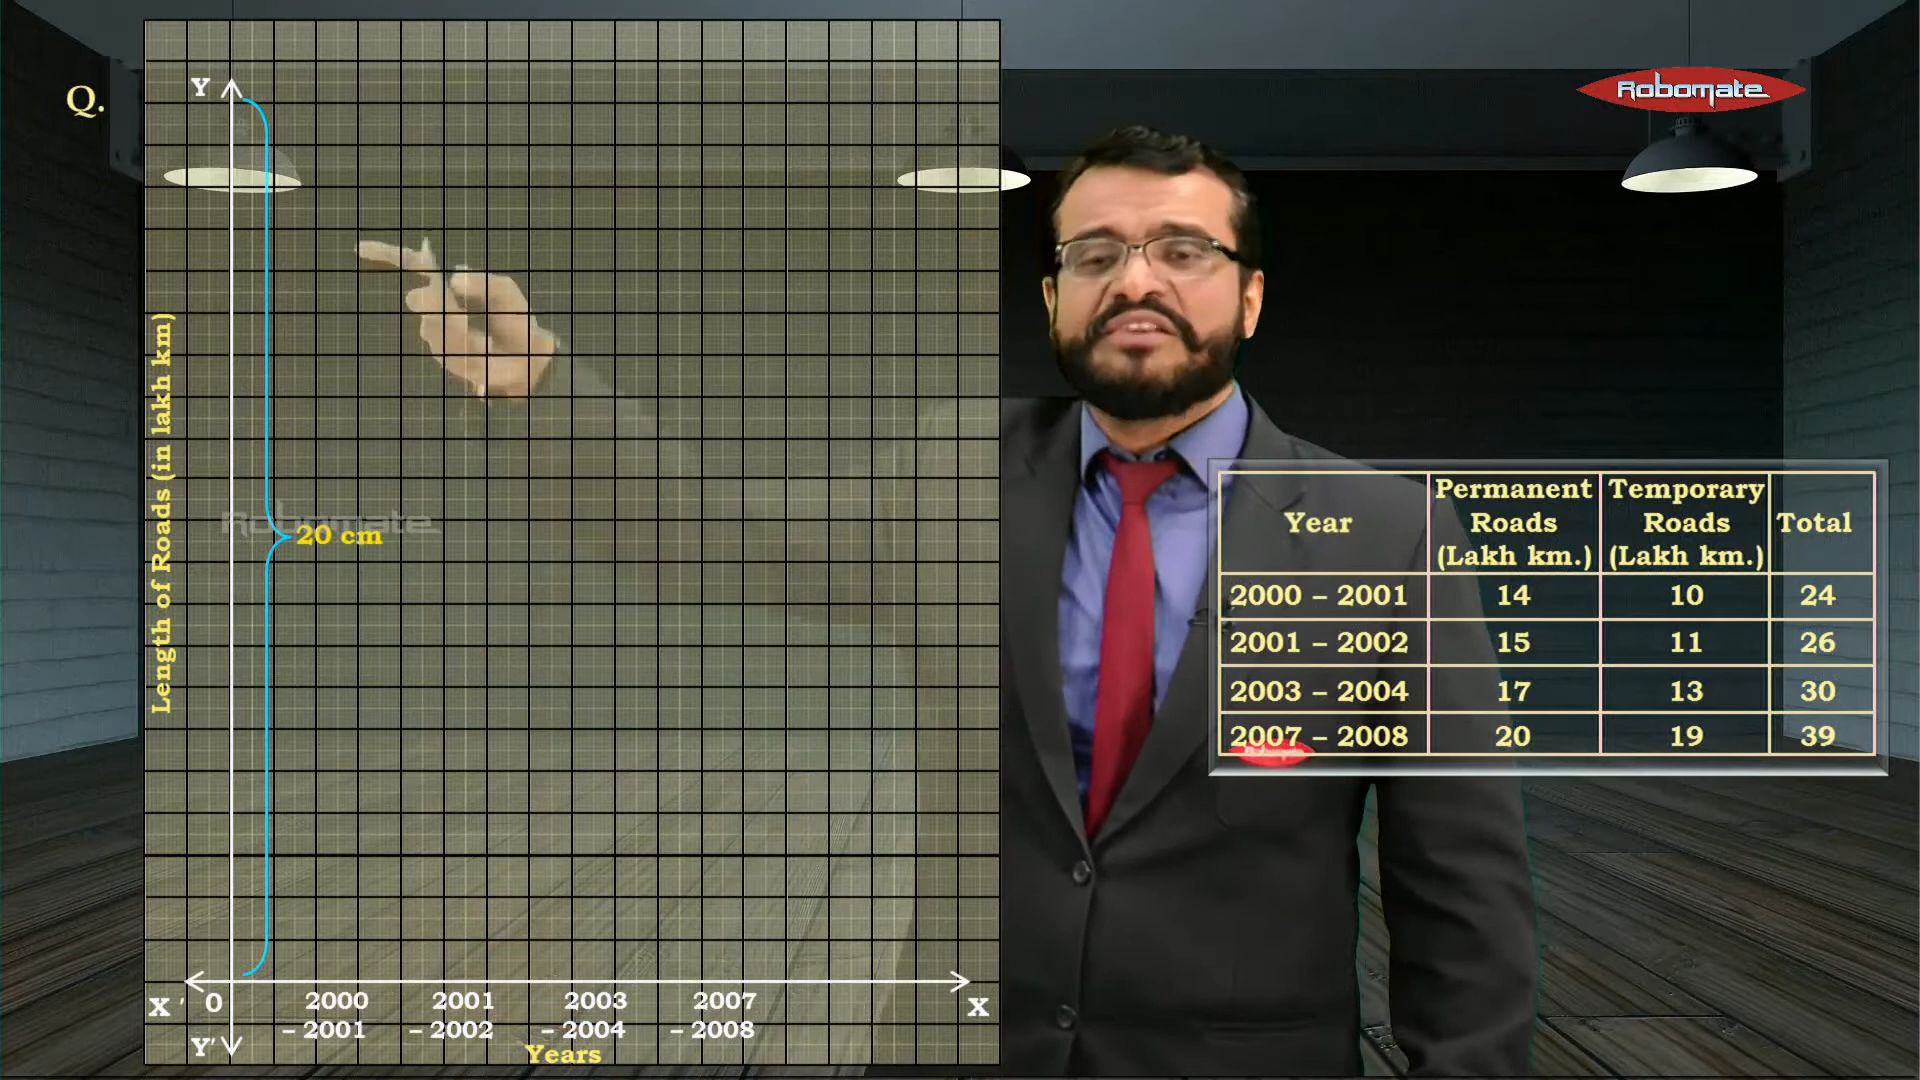 Q.
Y
Robomate
Length of Roads (in lakh km)
Robomate
20 cm
Year
Permanent Roads (Lakh km.)
Temporary Roads (Lakh km.)
Total
2000 – 2001 14 10 24
2001 – 2002 15 11 26
2003 – 2004 17 13 30
2007 – 2008 20 19 39
Robomate
X' 0 2000 2001 2003 2007 X
– 2001 – 2002 – 2004 – 2008
Y'
Years